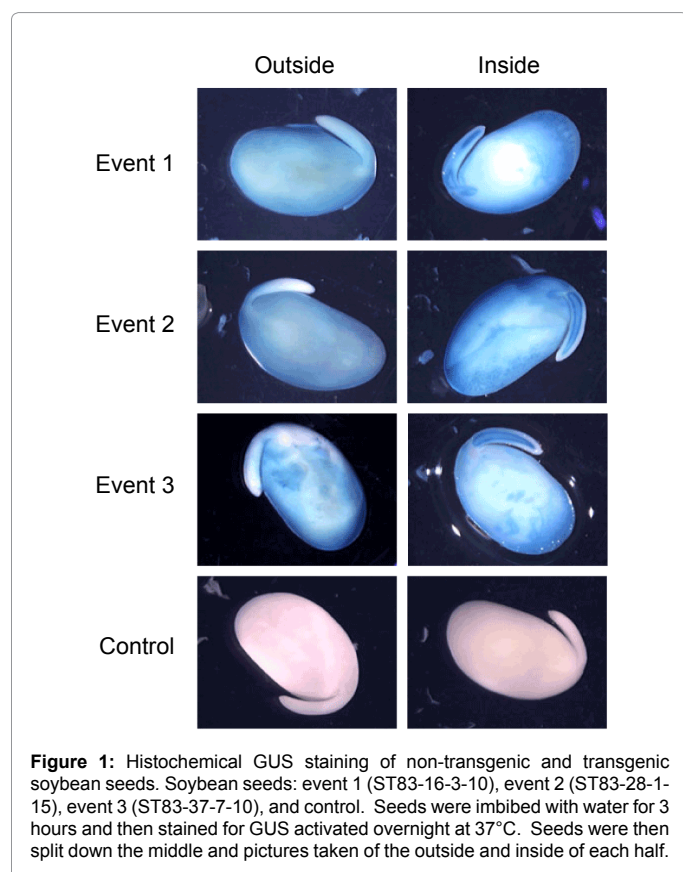 Outside Inside
Event 1
Event 2
Event 3
Control
Figure 1: Histochemical GUS staining of non-transgenic and transgenic
soybean seeds. Soybean seeds: event 1 (ST83-16-3-10), event 2 (ST83-28-1-
15), event 3 (ST83-37-7-10), and control. Seeds were imbibed with water for 3
hours and then stained for GUS activated overnight at 37°C. Seeds were then
split down the middle and pictures taken of the outside and inside of each half.